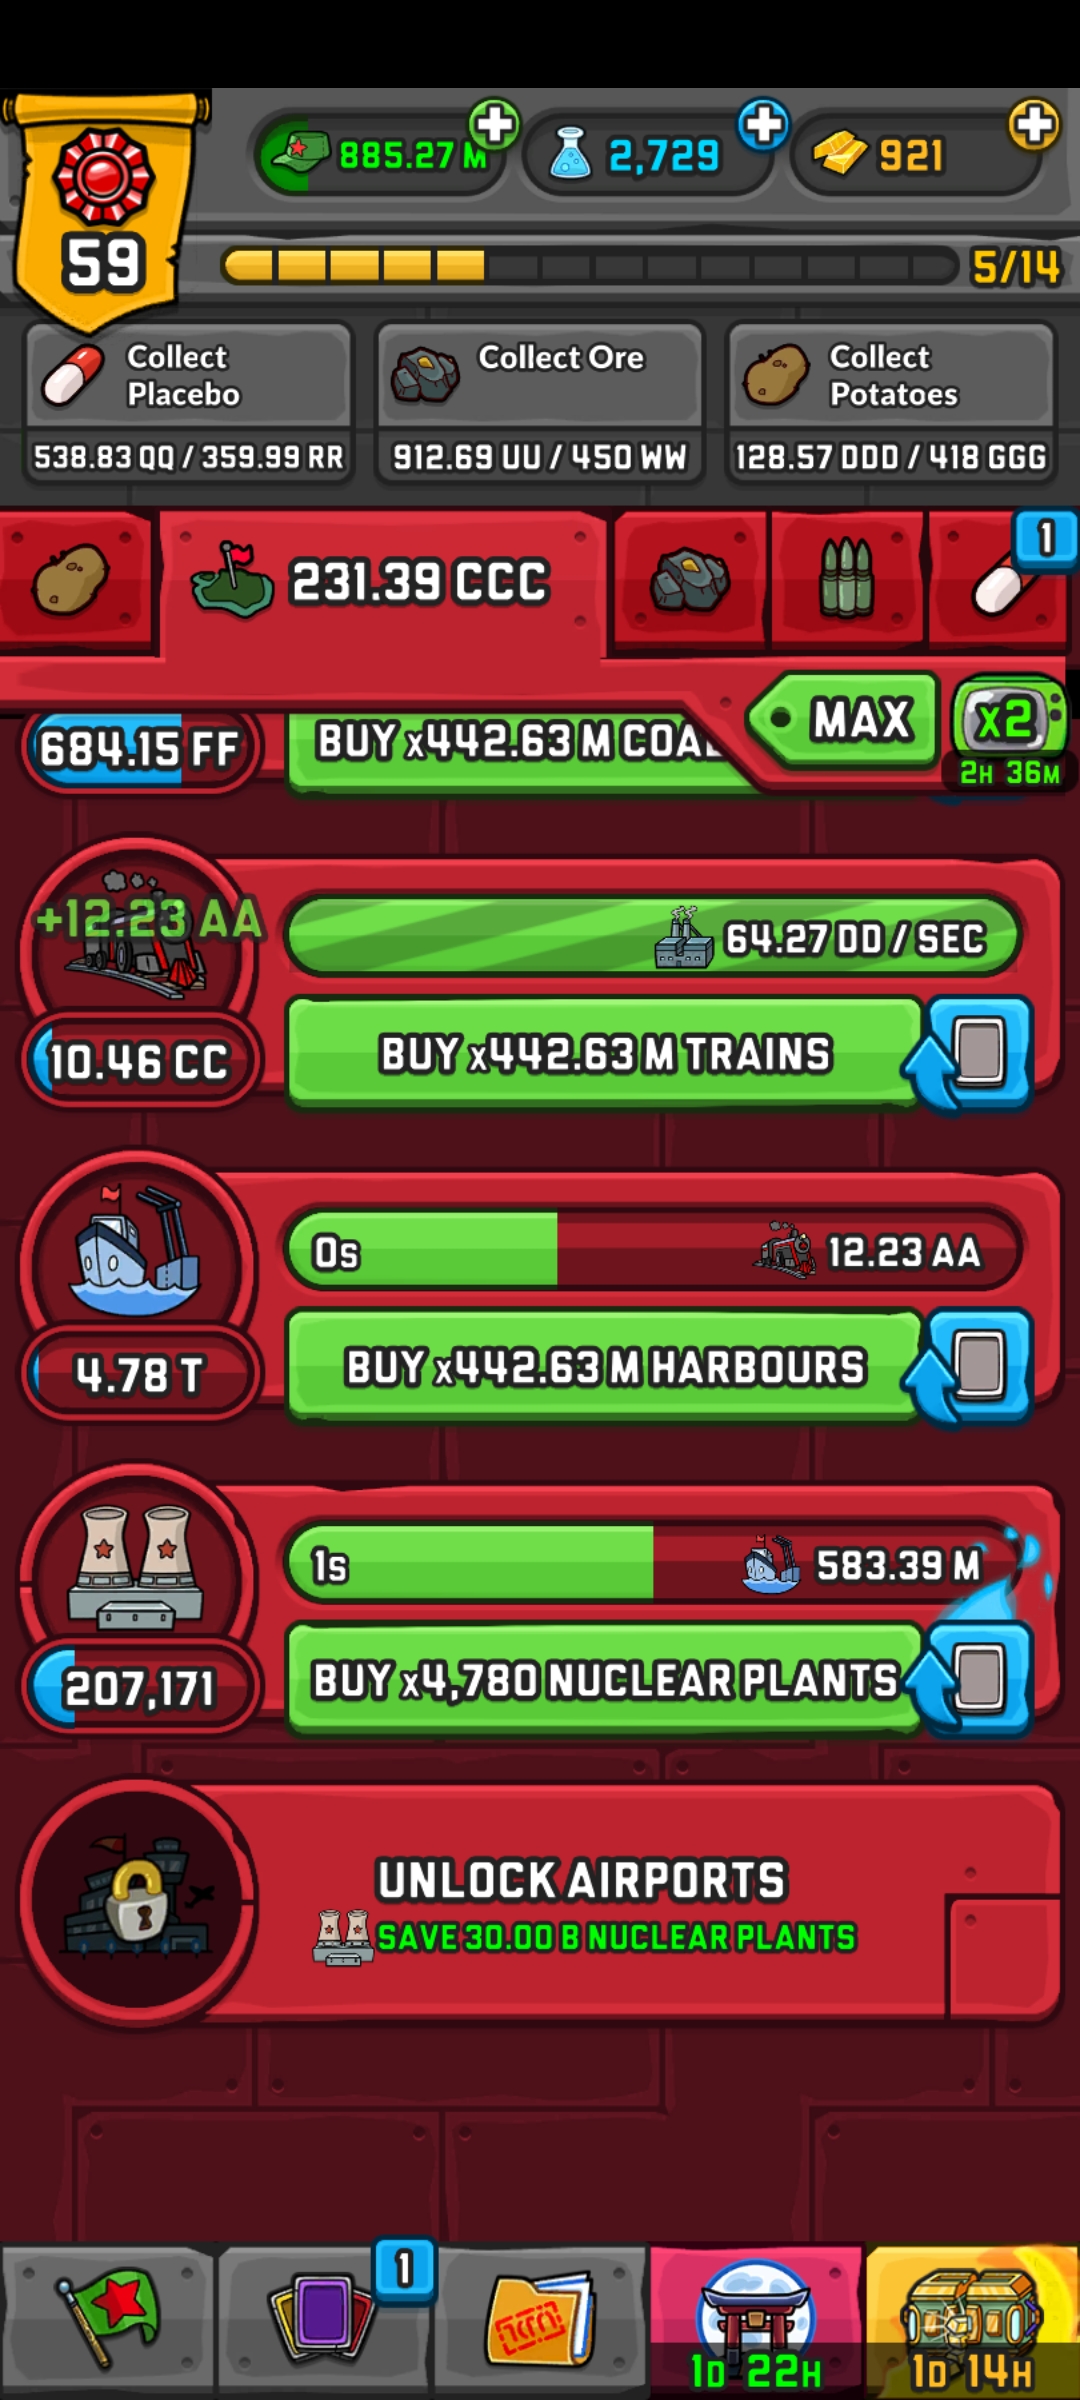 885.27 M
2,729
921
59
5/14
Collect
Placebo
538.83 QQ / 359.99 RR
Collect Ore
912.69 UU / 450 WW
Collect
Potatoes
128.57 DDD / 418 GGG
231.39 CCC
1
684.15 FF
BUY x442.63 M COAL
MAX
x2
2H 36M
+12.23 AA
64.27 DD / SEC
10.46 CC
BUY x442.63 M TRAINS
0s
12.23 AA
4.78 T
BUY x442.63 M HARBOURS
1s
583.39 M
207,171
BUY x4,780 NUCLEAR PLANTS
UNLOCK AIRPORTS
SAVE 30.00 B NUCLEAR PLANTS
1
1D 22H
1D 14H